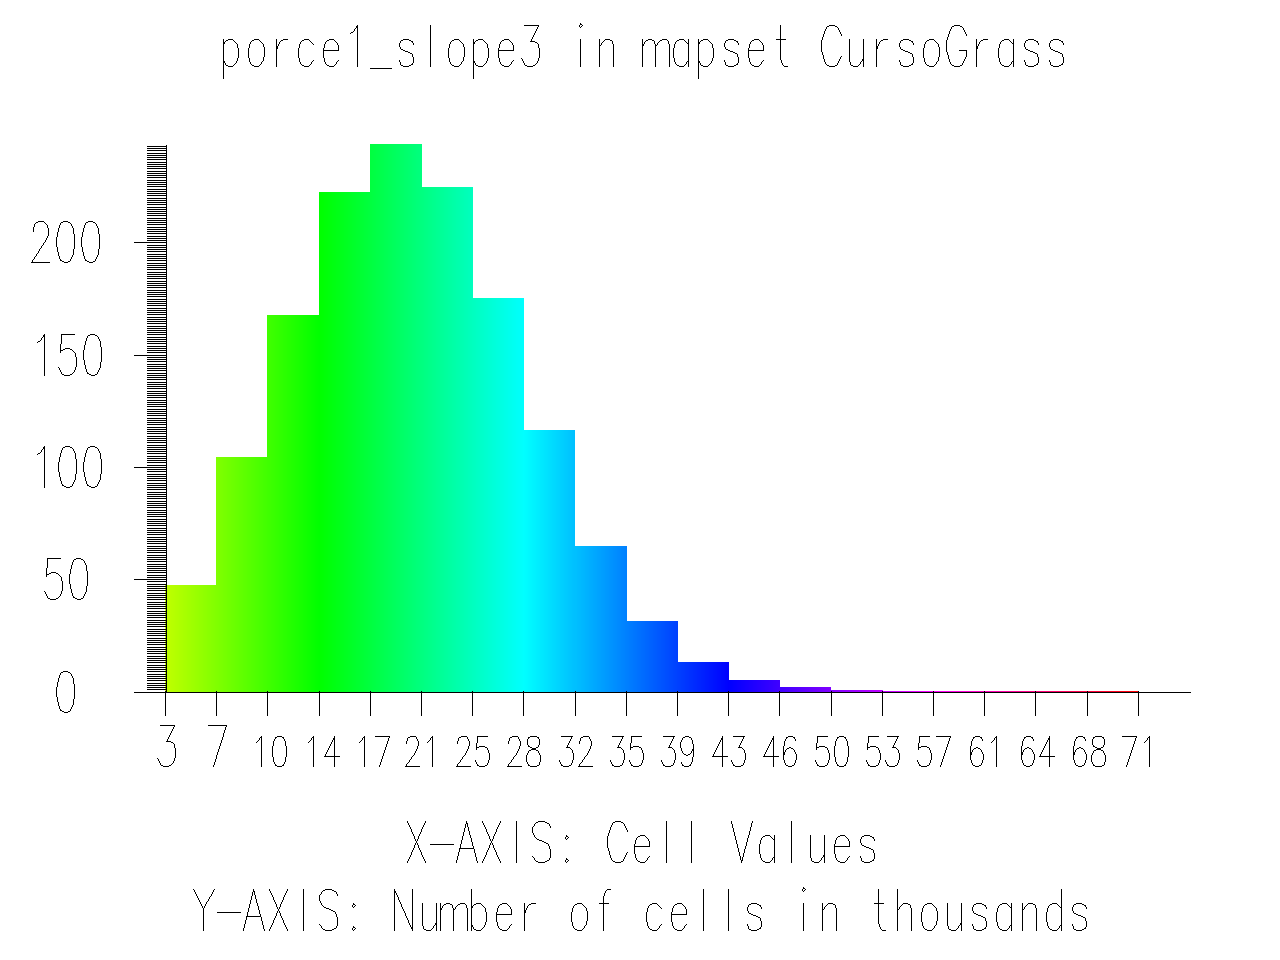 porce1_slope3 in mapset CursoGrass
200
150
100
50
0
3 7 10 14 17 21 25 28 32 35 39 43 46 50 53 57 61 64 68 71
X-AXIS: Cell Values
Y-AXIS: Number of cells in thousands